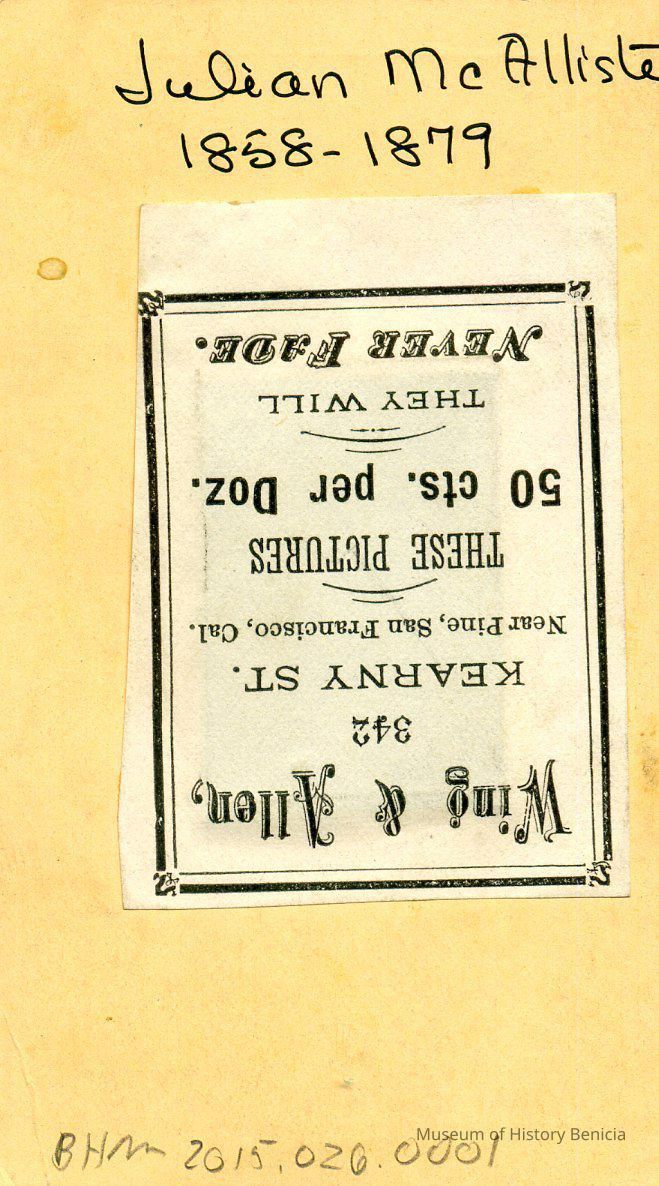 Julian McAlliste
1858-1879
Wing & Allen,
342
KEARNY ST.
Near Pine, San Francisco, Cal.
THESE PICTURES
50 cts. per Doz.
THEY WILL
NEVER FADE.
BHM 2015.026.0001
Museum of History Benicia